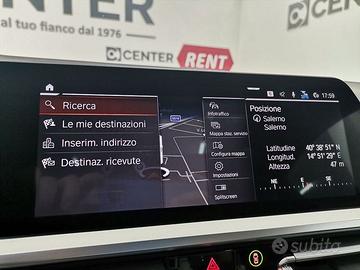 CENTER
al tuo fianco dal 1976
CENTER RENT
17:59
Ricerca
Le mie destinazioni
Inserim. indirizzo
Destinaz. ricevute
Infotraffico
Mappa staz. servizio
Configura mappa
Impostazioni
Splitscreen
Posizione
Salerno
Salerno
Latitudine 40° 38' 51" N
Longitud. 14° 51' 29" E
Altezza 47 m
NE E SE
subito